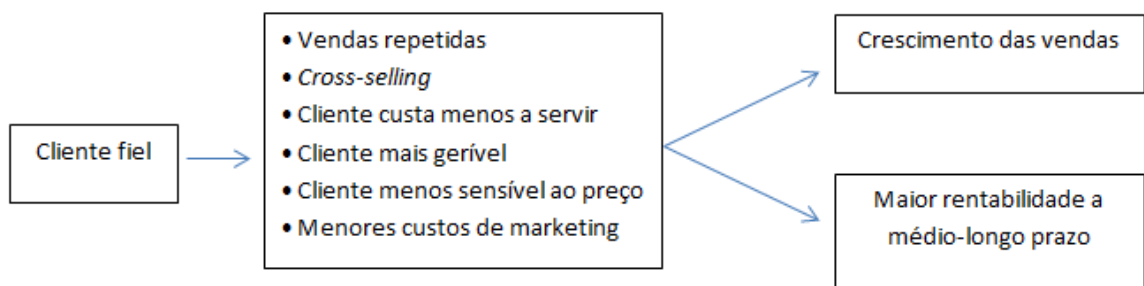 Cliente fiel
• Vendas repetidas
• Cross-selling
• Cliente custa menos a servir
• Cliente mais gerível
• Cliente menos sensível ao preço
• Menores custos de marketing
Crescimento das vendas
Maior rentabilidade a
médio-longo prazo